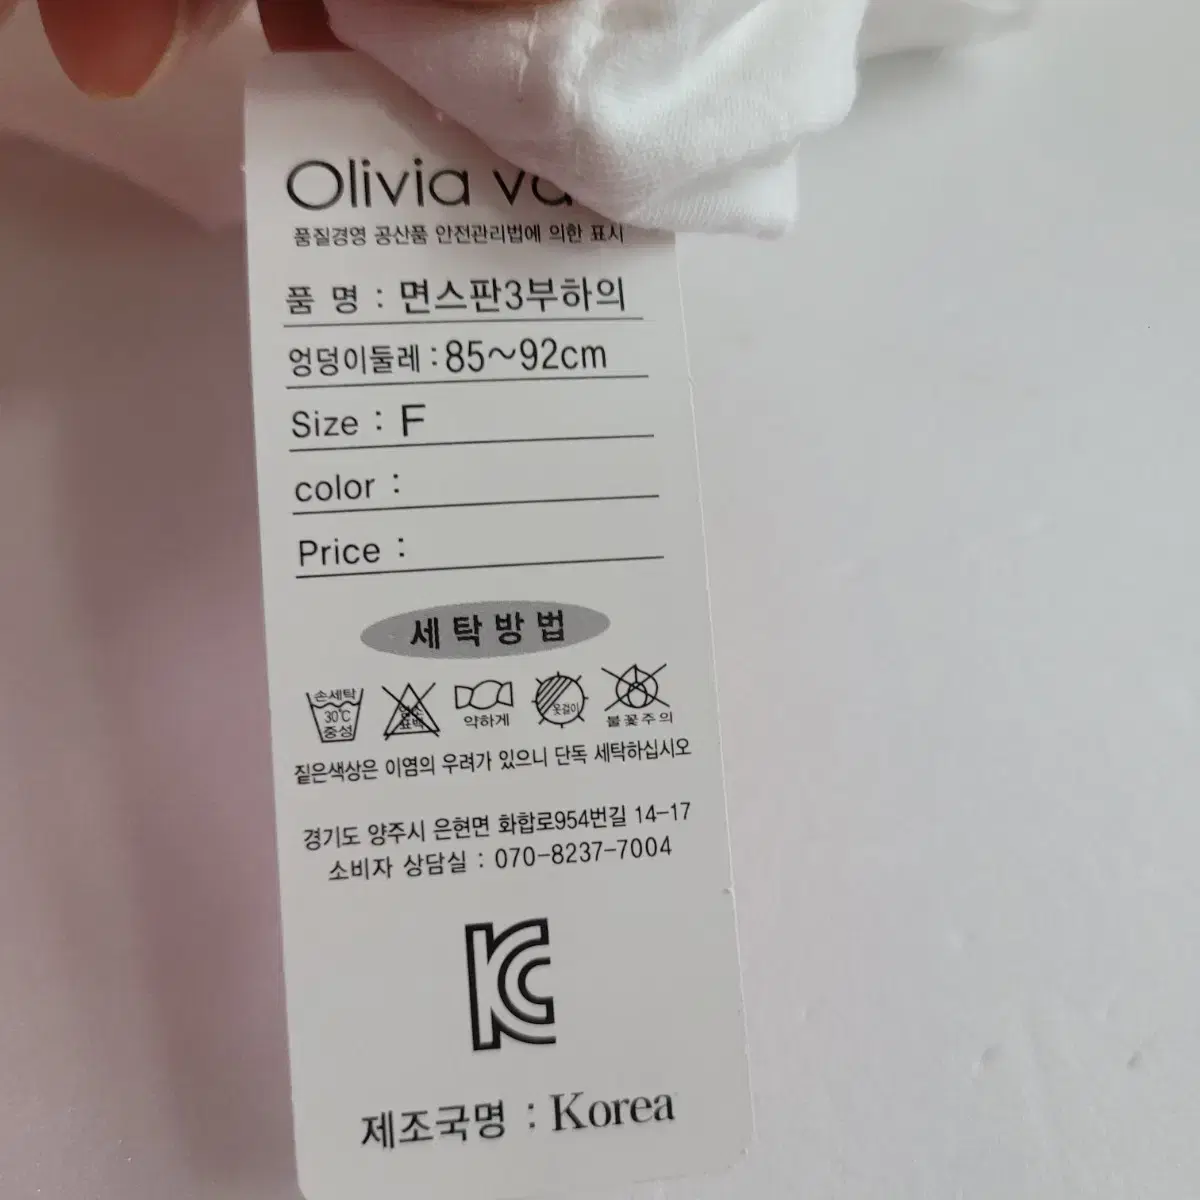 Olivia
품질경영 공산품 안전관리법에 의한 표시
품 명 : 면스판3부하의
엉덩이둘레 : 85~92cm
Size : F
color :
Price :
세탁방법
손세탁 30℃ 중성
염소 표백
약하게
옷걸이
불꽃주의
짙은색상은 이염의 우려가 있으니 단독 세탁하십시오
경기도 양주시 은현면 화합로954번길 14-17
소비자 상담실 : 070-8237-7004
KC
제조국명 : Korea